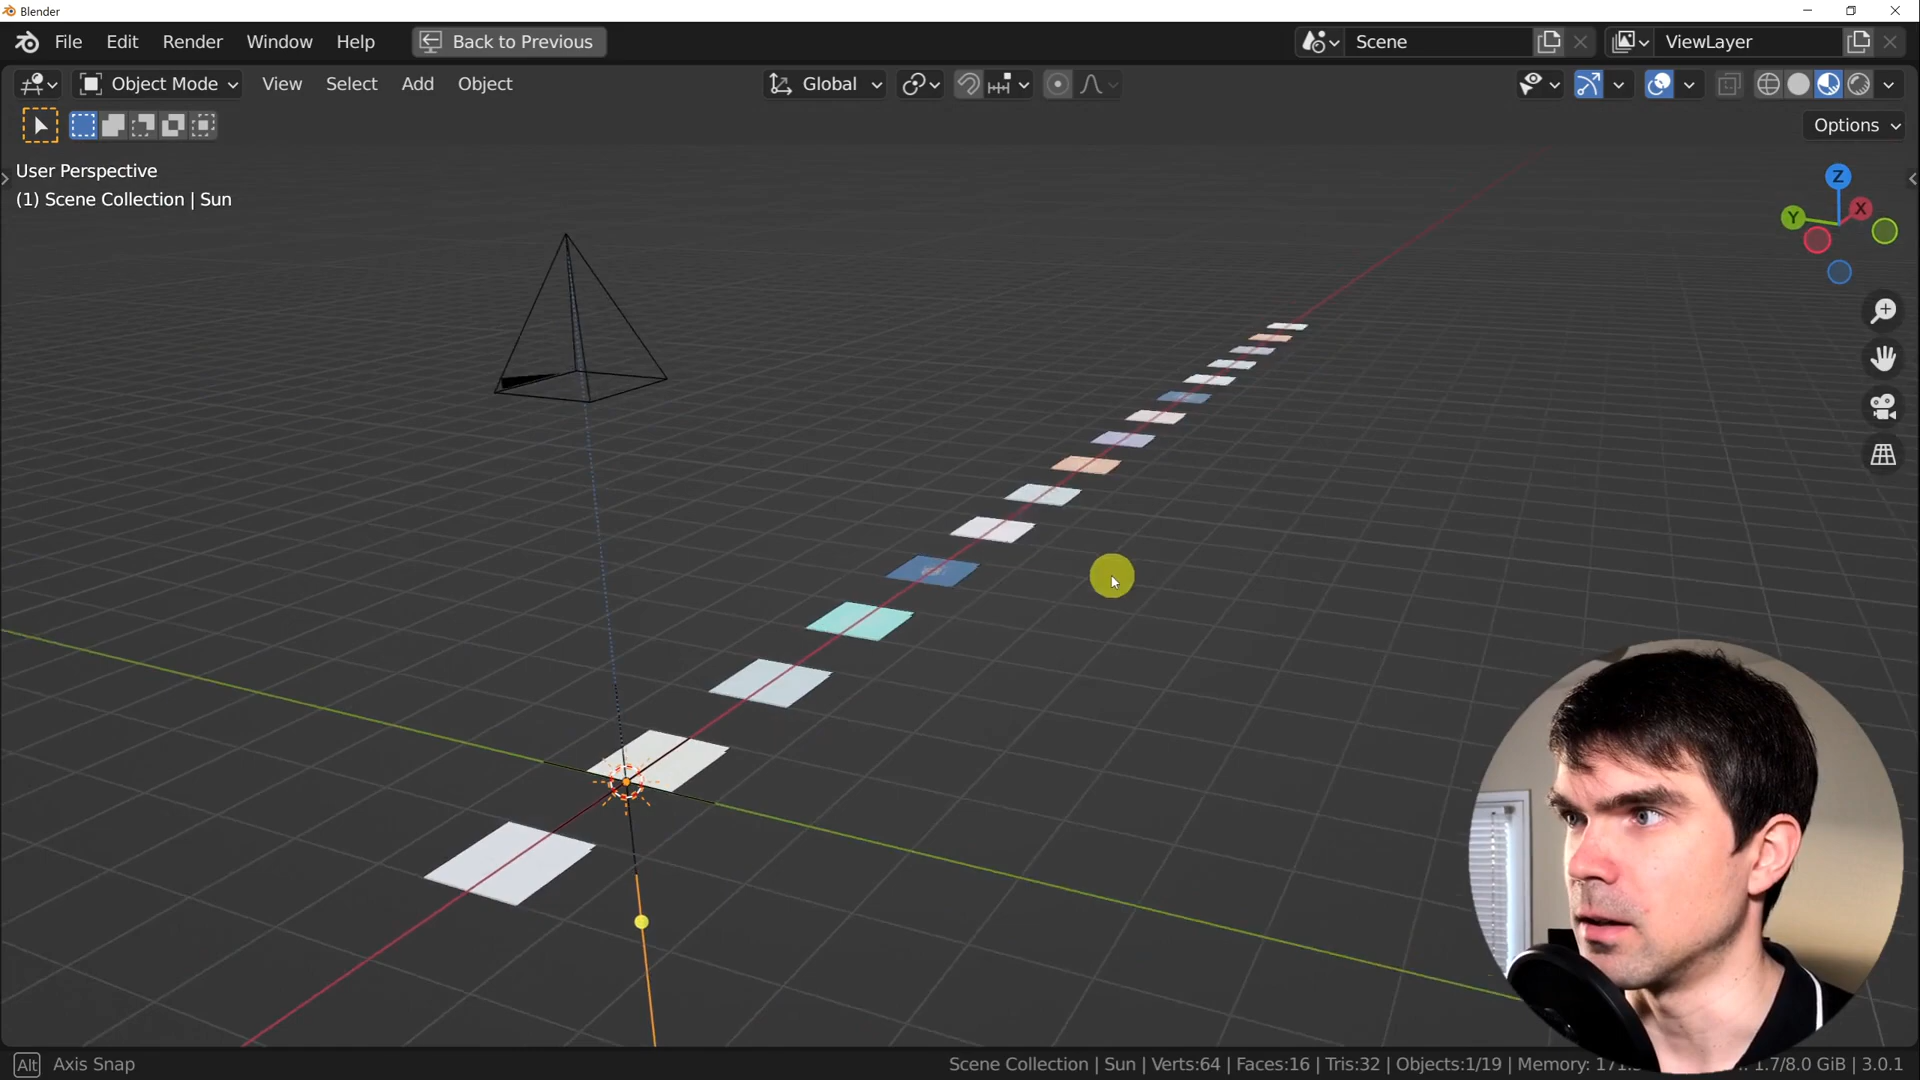 Blender
File Edit Render Window Help Back to Previous Scene ViewLayer
Object Mode View Select Add Object Global
Options
User Perspective
(1) Scene Collection | Sun
Z
Y X
Alt Axis Snap Scene Collection | Sun | Verts:64 | Faces:16 | Tris:32 | Objects:1/19 | Memory: 1.7/8.0 GiB | 3.0.1